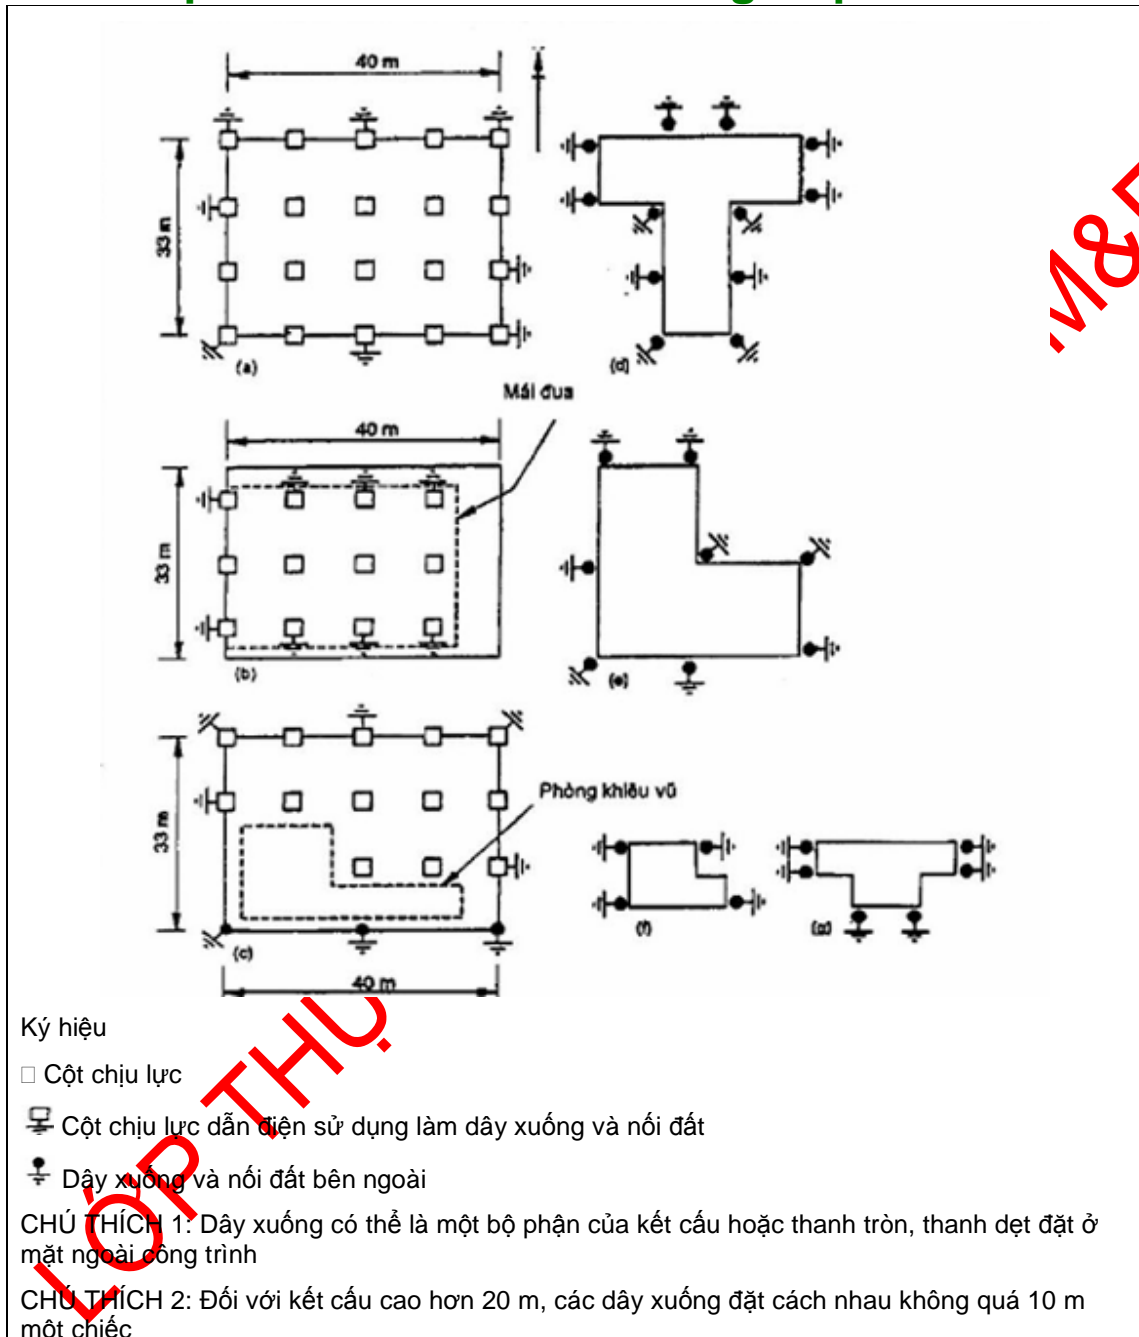 40 m
33 m
(a)
(d)
Mái đua
40 m
33 m
(b)
(e)
Phòng khiêu vũ
33 m
(c)
(f)
(g)
40 m
Ký hiệu
□ Cột chịu lực
Cột chịu lực dẫn điện sử dụng làm dây xuống và nối đất
Dây xuống và nối đất bên ngoài
CHÚ THÍCH 1: Dây xuống có thể là một bộ phận của kết cấu hoặc thanh tròn, thanh dẹt đặt ở
mặt ngoài công trình
CHÚ THÍCH 2: Đối với kết cấu cao hơn 20 m, các dây xuống đặt cách nhau không quá 10 m
một chiếc
LỚP THỰ
M&